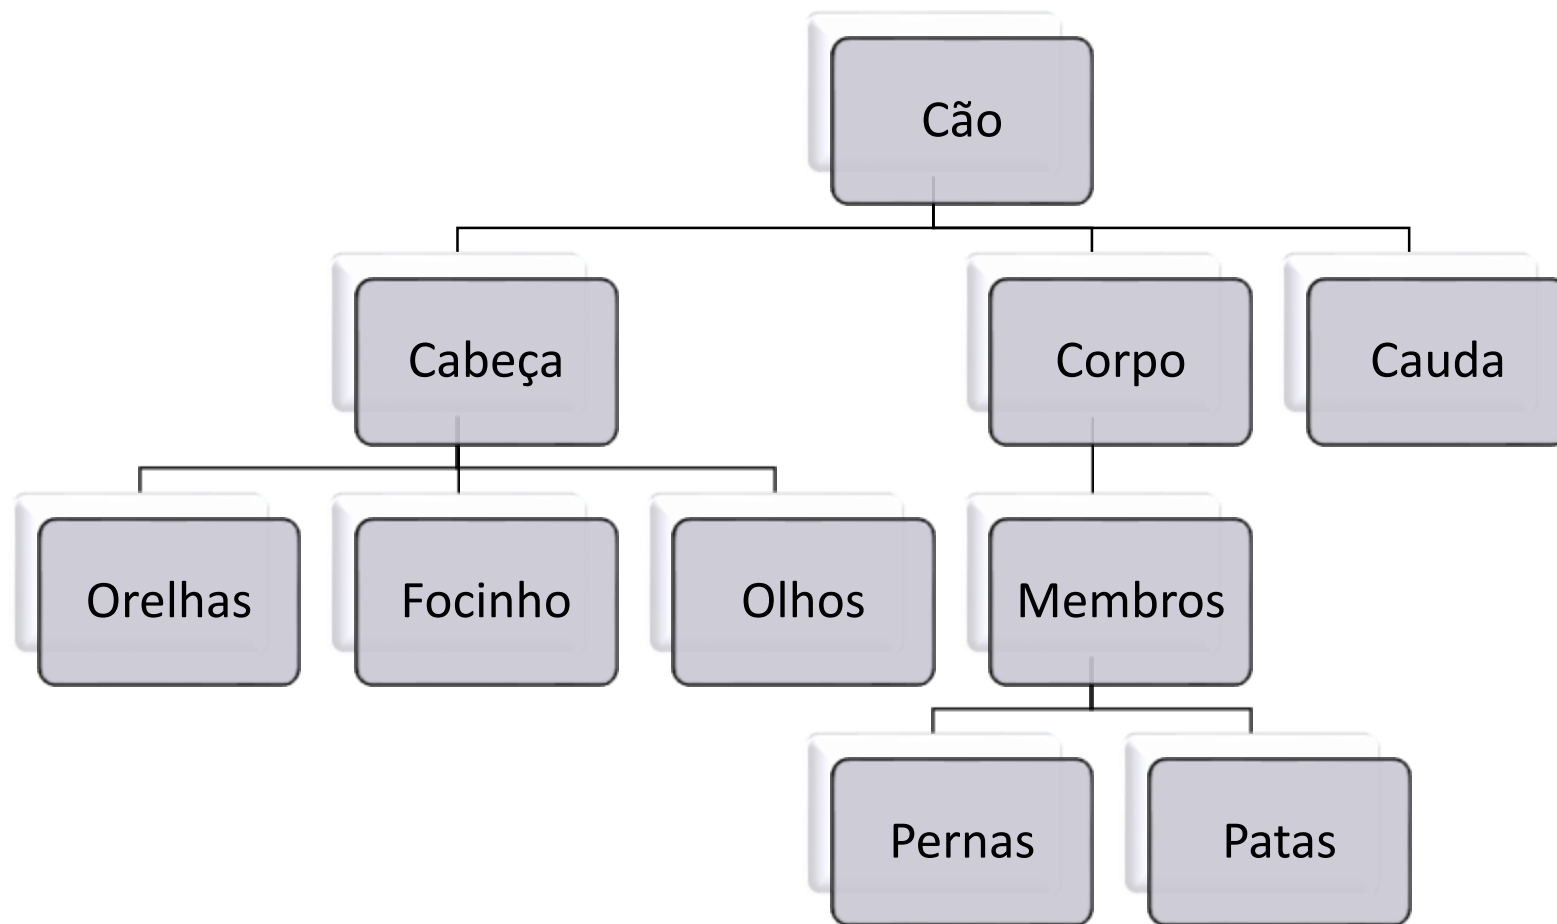 Cão
Cabeça
Corpo
Cauda
Orelhas
Focinho
Olhos
Membros
Pernas
Patas